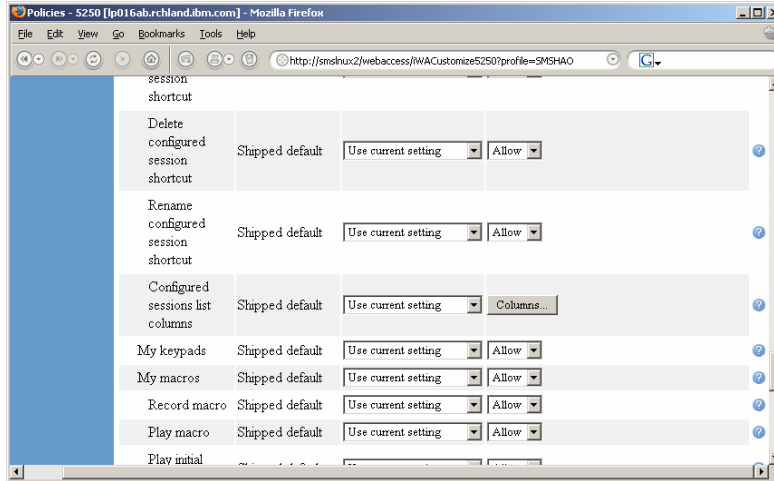 Policies - 5250 [lp016ab.rchland.ibm.com] - Mozilla Firefox
File Edit View Go Bookmarks Tools Help
http://smslnux2/webaccess/iWACustomize5250?profile=SMSHAO
G
session
shortcut
Delete
configured
session
shortcut
Shipped default
Use current setting
Allow
?
Rename
configured
session
shortcut
Shipped default
Use current setting
Allow
?
Configured
sessions list
columns
Shipped default
Use current setting
Columns...
?
My keypads Shipped default Use current setting Allow ?
My macros Shipped default Use current setting Allow ?
Record macro Shipped default Use current setting Allow ?
Play macro Shipped default Use current setting Allow ?
Play initial